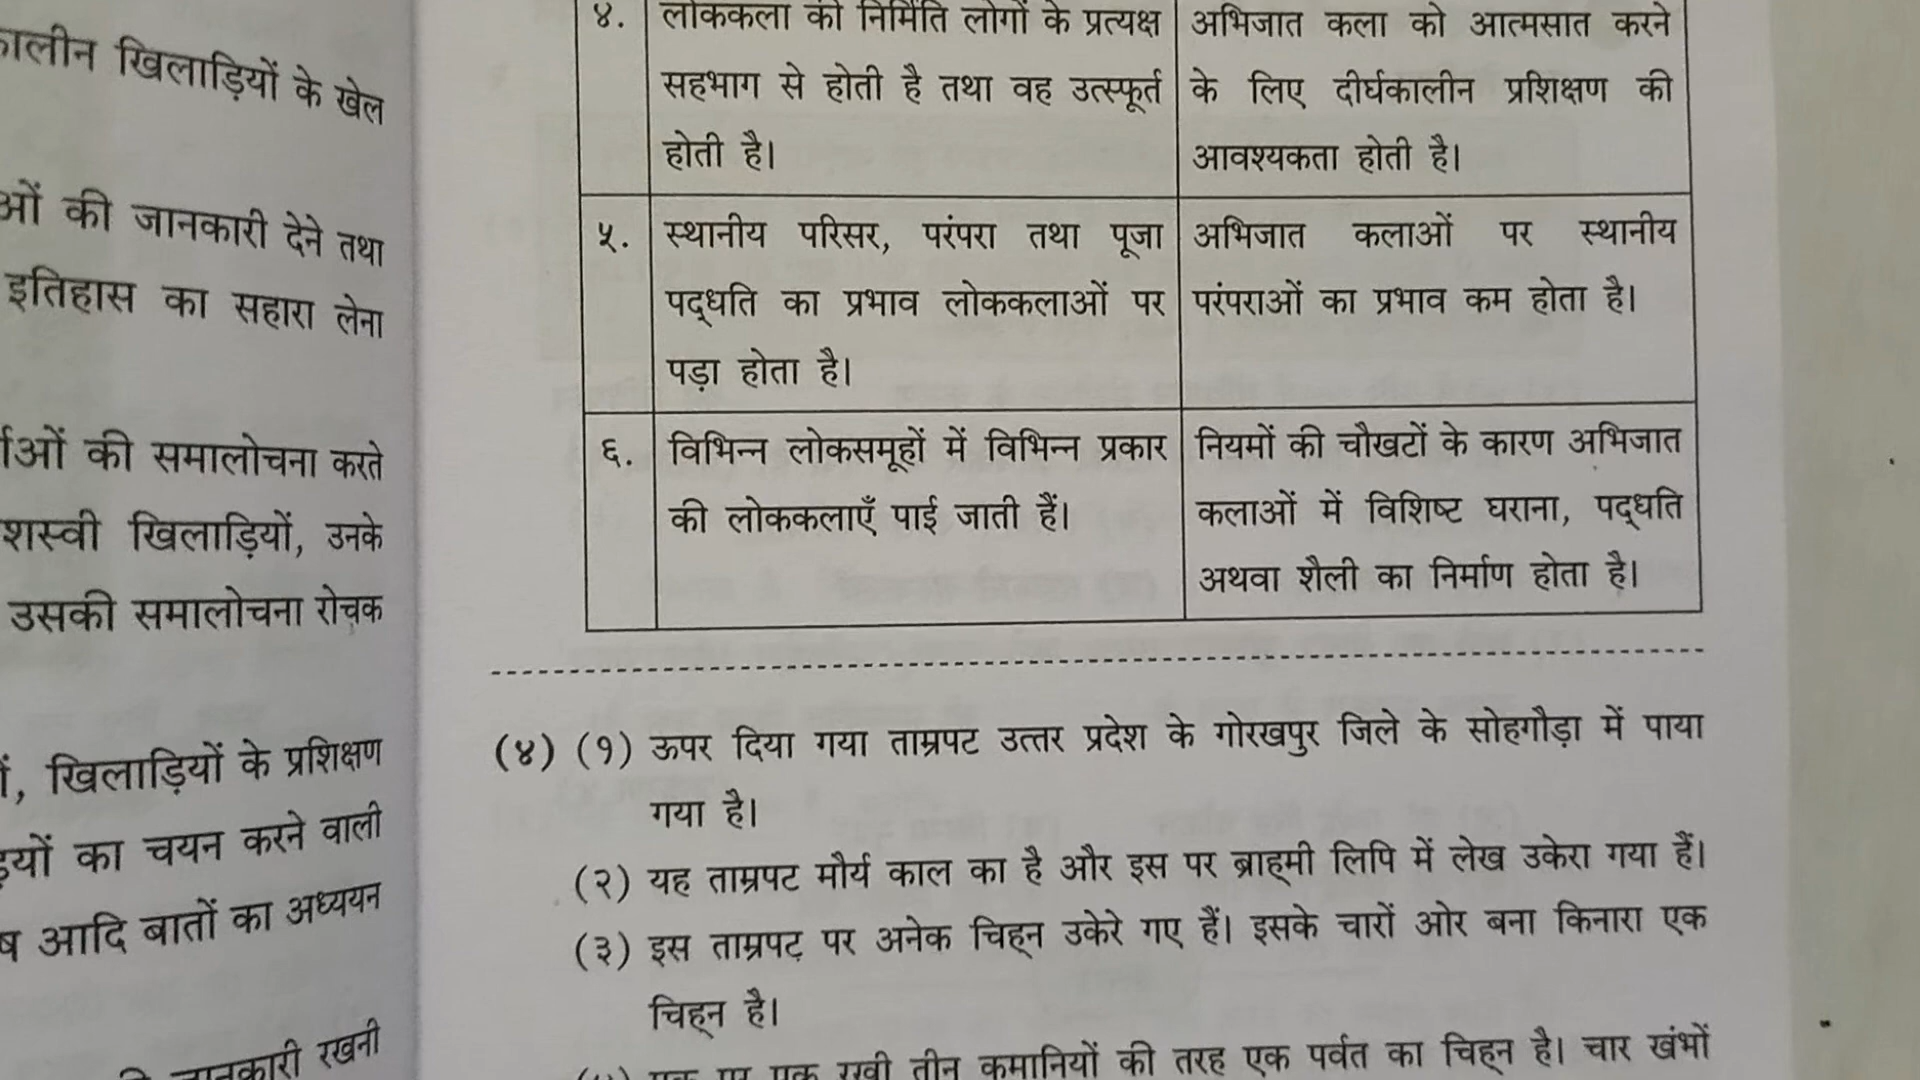 खिलाड़ियों के खेल
की जानकारी देने तथा
इतिहास का सहारा लेना
की समालोचना करते
खिलाड़ियों, उनके
उसकी समालोचना रोचक
खिलाड़ियों के प्रशिक्षण
का चयन करने वाली
आदि बातों का अध्ययन
जानकारी रखनी
४. लोककला की निर्मिति लोगों के प्रत्यक्ष
सहभाग से होती है तथा वह उत्स्फूर्त
होती है।
अभिजात कला को आत्मसात करने
के लिए दीर्घकालीन प्रशिक्षण की
आवश्यकता होती है।
५. स्थानीय परिसर, परंपरा तथा पूजा
पद्धति का प्रभाव लोककलाओं पर
पड़ा होता है।
अभिजात कलाओं पर स्थानीय
परंपराओं का प्रभाव कम होता है।
६. विभिन्न लोकसमूहों में विभिन्न प्रकार
की लोककलाएँ पाई जाती हैं।
नियमों की चौखटों के कारण अभिजात
कलाओं में विशिष्ट घराना, पद्धति
अथवा शैली का निर्माण होता है।
(४) (१) ऊपर दिया गया ताम्रपट उत्तर प्रदेश के गोरखपुर जिले के सोहगौड़ा में पाया
गया है।
(२) यह ताम्रपट मौर्य काल का है और इस पर ब्राह्मी लिपि में लेख उकेरा गया हैं।
(३) इस ताम्रपट पर अनेक चिह्न उकेरे गए हैं। इसके चारों ओर बना किनारा एक
चिह्न है।
एक पर एक रखी तीन कमानियों की तरह एक पर्वत का चिह्न है। चार खंभों